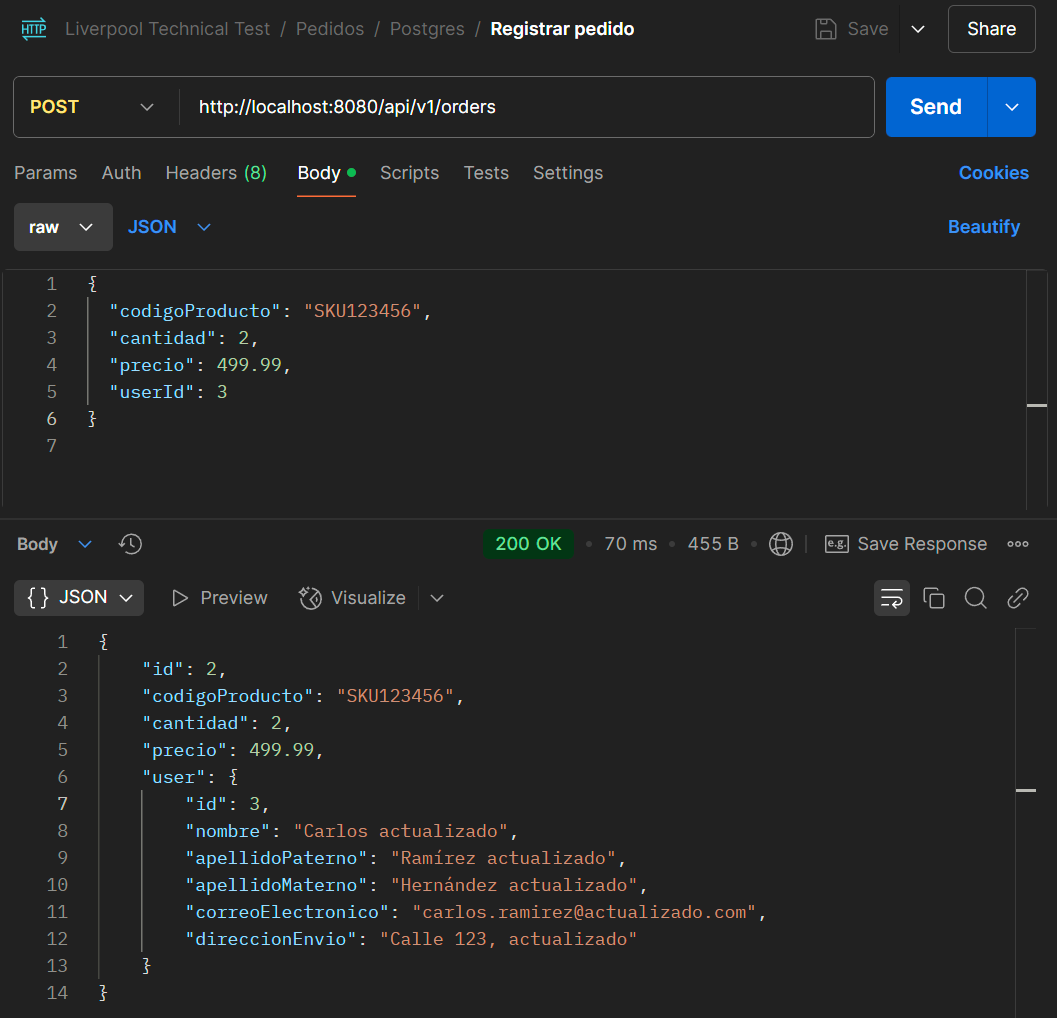 HTTP Liverpool Technical Test / Pedidos / Postgres / Registrar pedido Save Share
POST http://localhost:8080/api/v1/orders Send
Params Auth Headers (8) Body Scripts Tests Settings Cookies
raw JSON Beautify
1 {
2 "codigoProducto": "SKU123456",
3 "cantidad": 2,
4 "precio": 499.99,
5 "userId": 3
6 }
7
Body 200 OK • 70 ms • 455 B • e.g. Save Response
{} JSON Preview Visualize
1 {
2 "id": 2,
3 "codigoProducto": "SKU123456",
4 "cantidad": 2,
5 "precio": 499.99,
6 "user": {
7 "id": 3,
8 "nombre": "Carlos actualizado",
9 "apellidoPaterno": "Ramírez actualizado",
10 "apellidoMaterno": "Hernández actualizado",
11 "correoElectronico": "carlos.ramirez@actualizado.com",
12 "direccionEnvio": "Calle 123, actualizado"
13 }
14 }